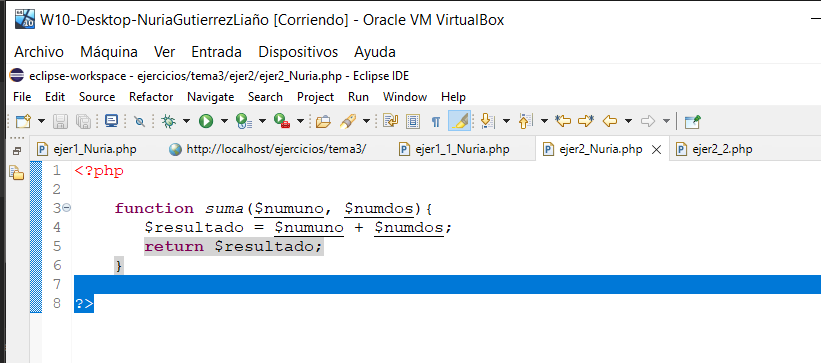 W10-Desktop-NuriaGutierrezLiaño [Corriendo] - Oracle VM VirtualBox
Archivo Máquina Ver Entrada Dispositivos Ayuda
eclipse-workspace - ejercicios/tema3/ejer2/ejer2_Nuria.php - Eclipse IDE
File Edit Source Refactor Navigate Search Project Run Window Help
ejer1_Nuria.php http://localhost/ejercicios/tema3/ ejer1_1_Nuria.php ejer2_Nuria.php ejer2_2.php
1 <?php
2
3 function suma($numuno, $numdos){
4 $resultado = $numuno + $numdos;
5 return $resultado;
6 }
7
8 ?>